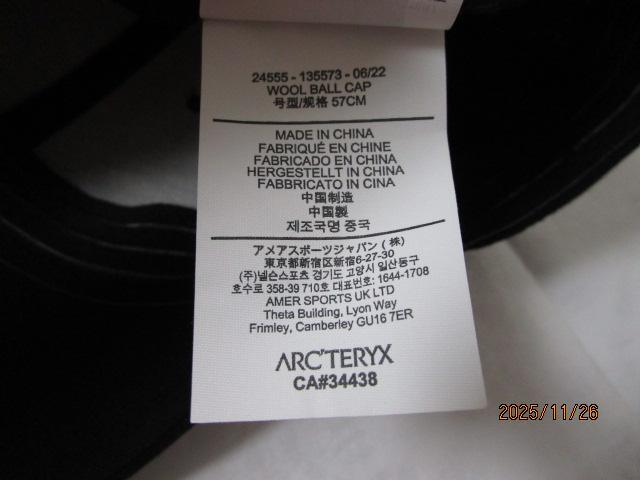 24555 - 135573 - 06/22
WOOL BALL CAP
号型/规格 57CM
MADE IN CHINA
FABRIQUÉ EN CHINE
FABRICADO EN CHINA
HERGESTELLT IN CHINA
FABBRICATO IN CINA
中国制造
中国製
제조국명 중국
アメアスポーツジャパン ( 株)
東京都新宿区新宿6-27-30
(주)넬슨스포츠 경기도 고양시 일산동구
호수로 358-39 710호 대표번호: 1644-1708
AMER SPORTS UK LTD
Theta Building, Lyon Way
Frimley, Camberley GU16 7ER
ARC'TERYX
CA#34438
2025/11/26